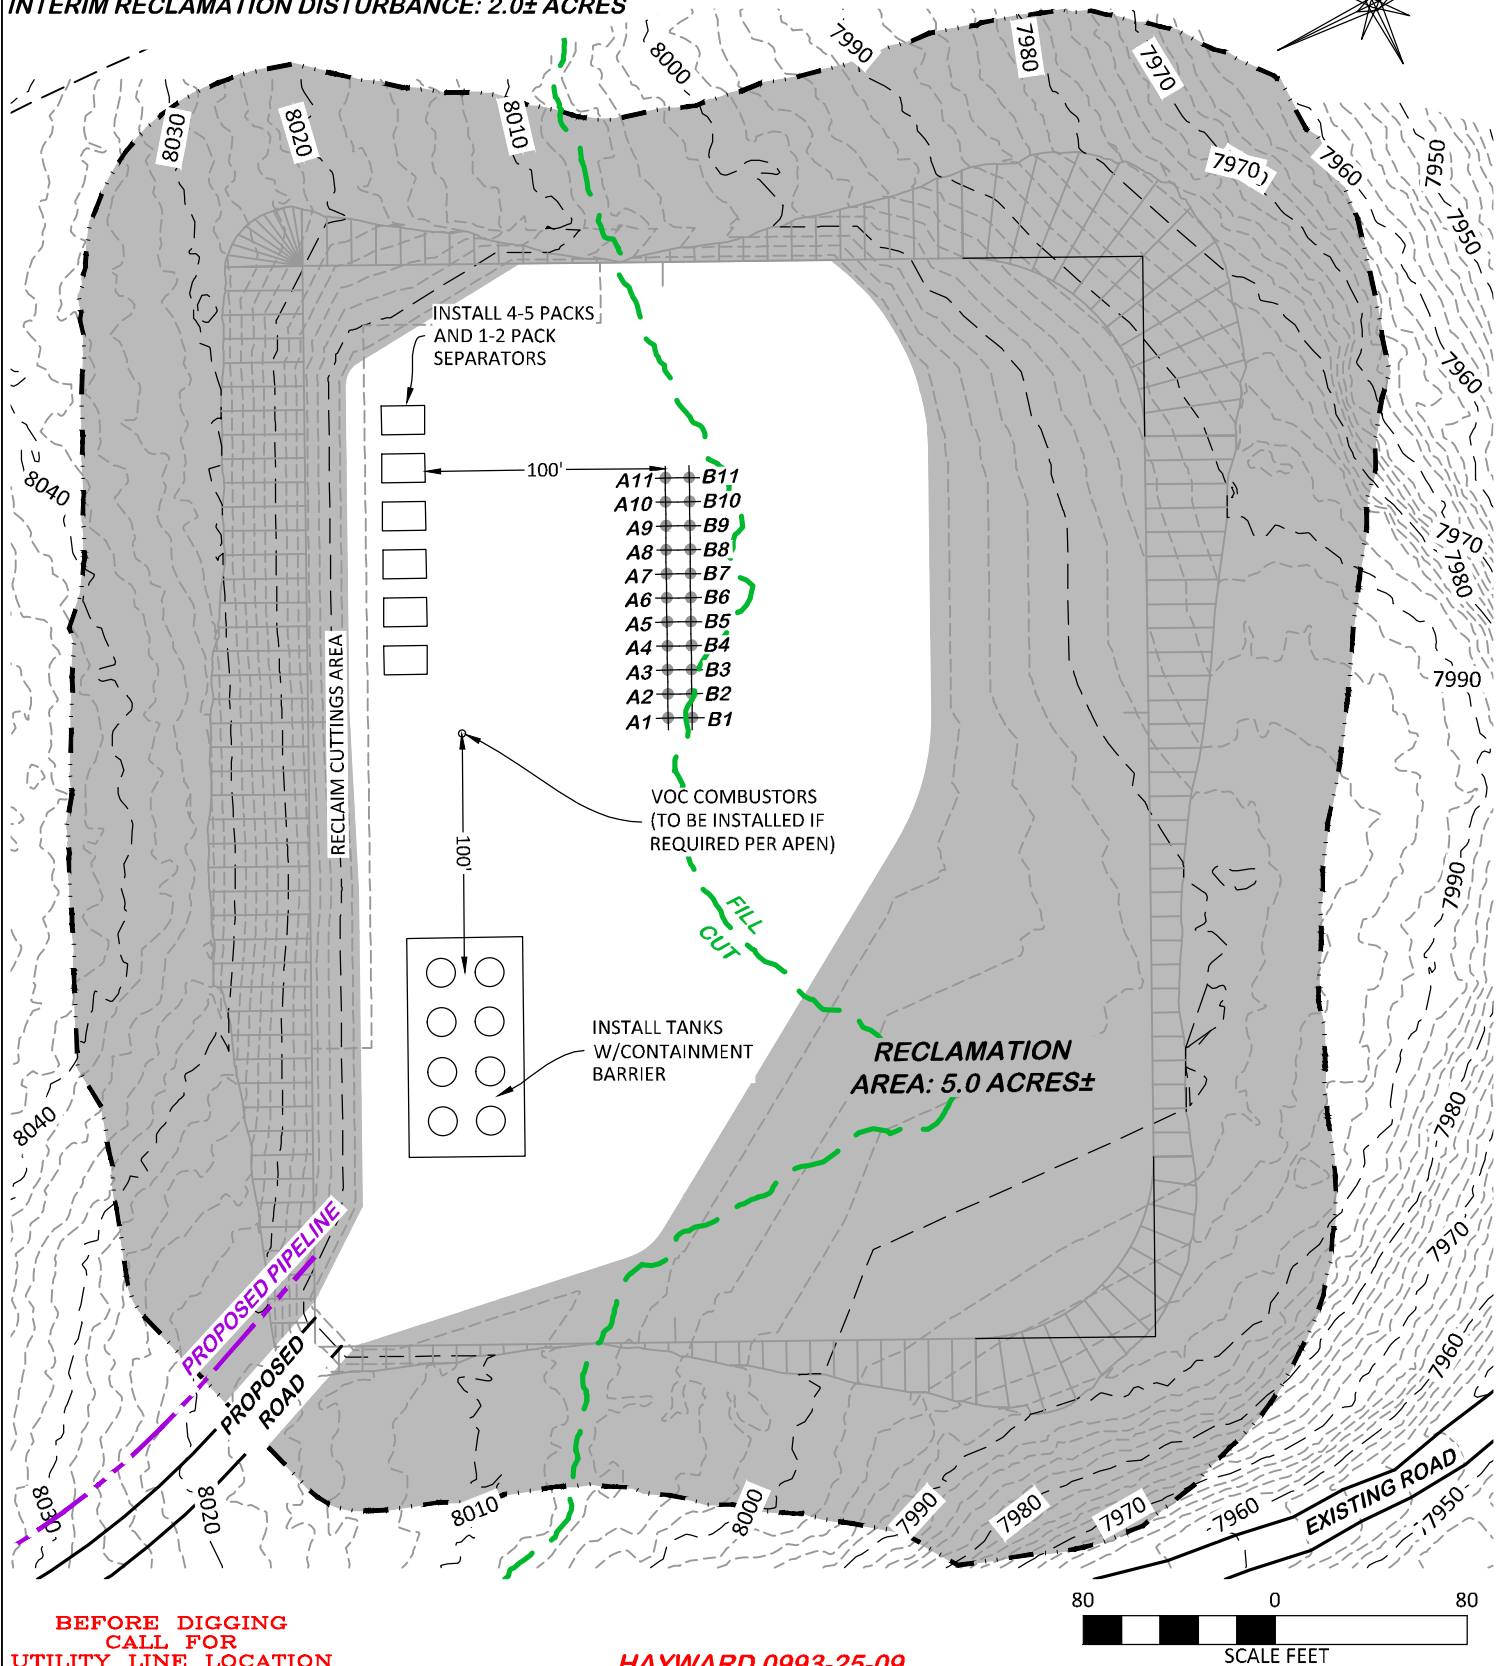 INTERIM RECLAMATION DISTURBANCE: 2.0± ACRES
8000
7990
7980
7970
8030
8020
8010
7970
7960
7950
7950
INSTALL 4-5 PACKS
AND 1-2 PACK
SEPARATORS
7960
8040
100'
A11 B11
A10 B10
A9 B9
A8 B8
A7 B7
A6 B6
A5 B5
A4 B4
A3 B3
A2 B2
A1 B1
7970
7980
7990
RECLAIM CUTTINGS AREA
VOC COMBUSTORS
(TO BE INSTALLED IF
REQUIRED PER APEN)
100'
7990
FILL
CUT
INSTALL TANKS
W/CONTAINMENT
BARRIER
RECLAMATION
AREA: 5.0 ACRES±
8040
7980
7970
PROPOSED PIPELINE
PROPOSED
ROAD
7960
8030
8020
8010
8000
7990
7980
7970
7960
EXISTING ROAD
7950
BEFORE DIGGING
CALL FOR
UTILITY LINE LOCATION
HAYWARD 0993-25-09
80 0 80
SCALE FEET